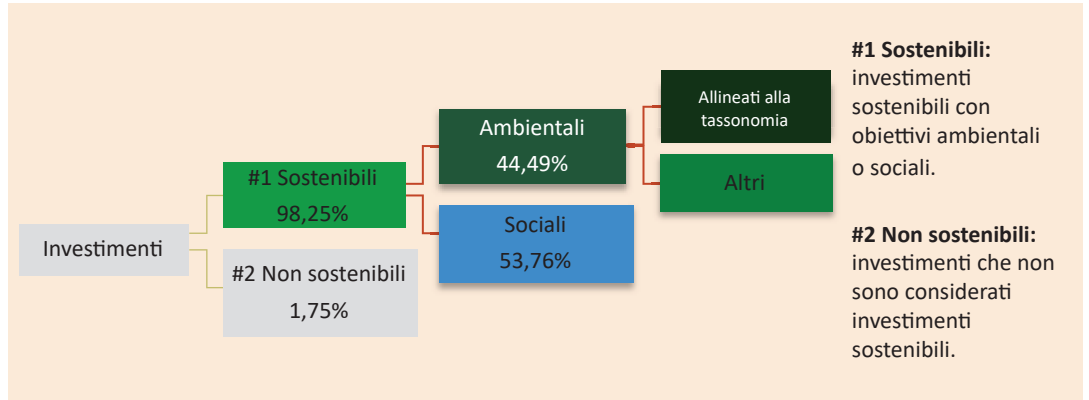 Investimenti
#1 Sostenibili
98,25%
#2 Non sostenibili
1,75%
Ambientali
44,49%
Sociali
53,76%
Allineati alla
tassonomia
Altri
#1 Sostenibili:
investimenti
sostenibili con
obiettivi ambientali
o sociali.
#2 Non sostenibili:
investimenti che non
sono considerati
investimenti
sostenibili.